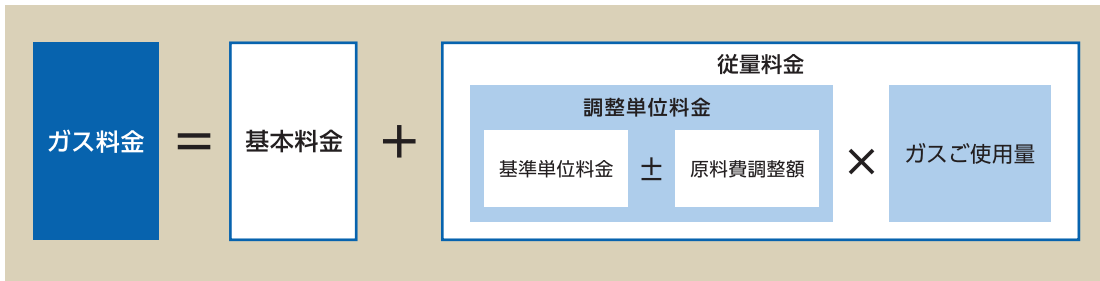 ガス料金
=
基本料金
+
従量料金
調整単位料金
基準単位料金
±
原料費調整額
×
ガスご使用量